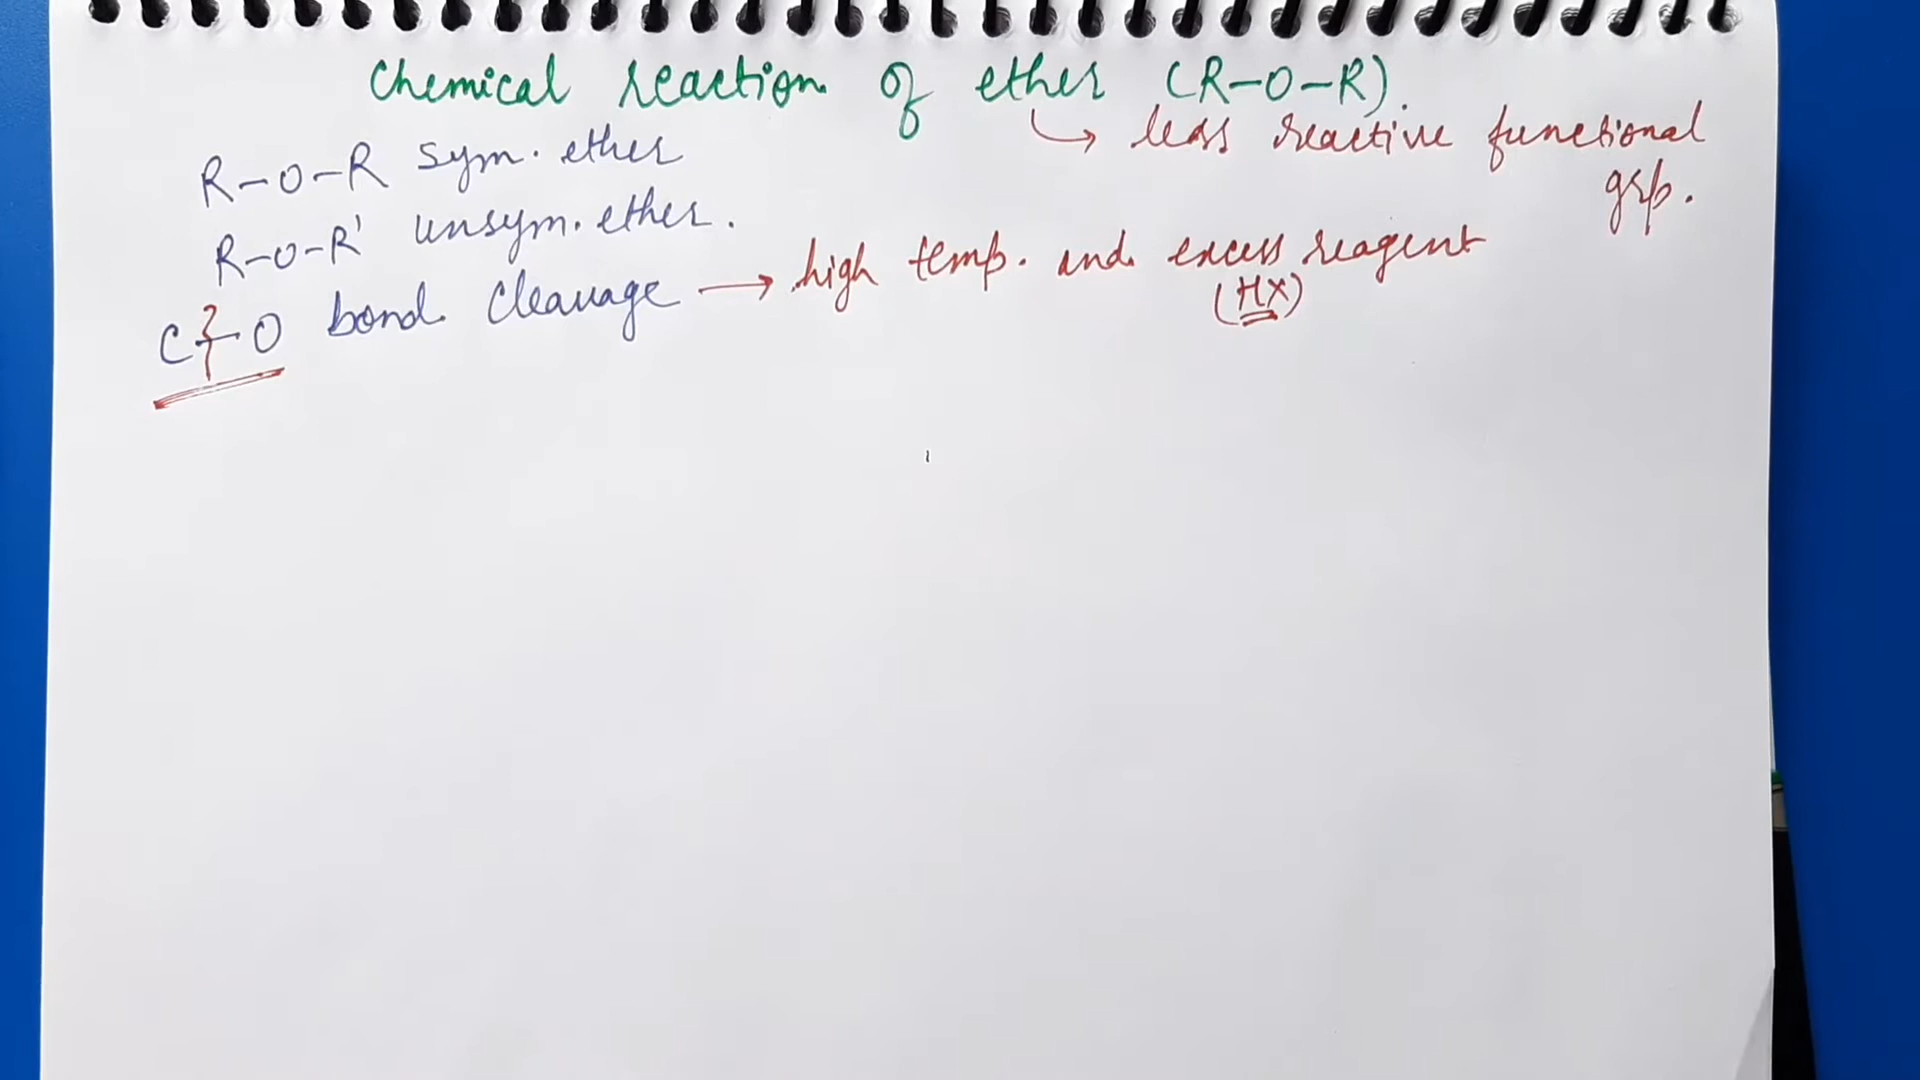 Chemical reaction of ether (R-O-R).
↳ less reactive functional grp.
R-O-R sym. ether
R-O-R' unsym. ether.
C-O bond cleavage → high temp. and excess reagent
(HX)